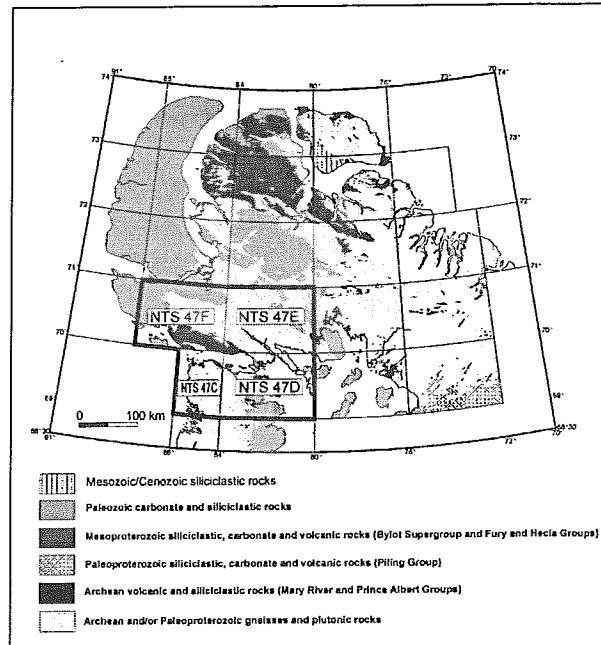 91° 88° 84 80° 76° 73° 70°
74° 74°
73 73°
72 72°
71 71°
70 70°
69 69°
NTS 47F NTS 47E
NTS 47C NTS 47D
0 100 km
68°30' 68°30'
91° 84 80° 72° 70°
Mesozoic/Cenozoic siliciclastic rocks
Paleozoic carbonate and siliciclastic rocks
Mesoproterozoic siliciclastic, carbonate and volcanic rocks (Bylot Supergroup and Fury and Hecla Groups)
Paleoproterozoic siliciclastic, carbonate and volcanic rocks (Piling Group)
Archean volcanic and siliciclastic rocks (Mary River and Prince Albert Groups)
Archean and/or Paleoproterozoic gneisses and plutonic rocks